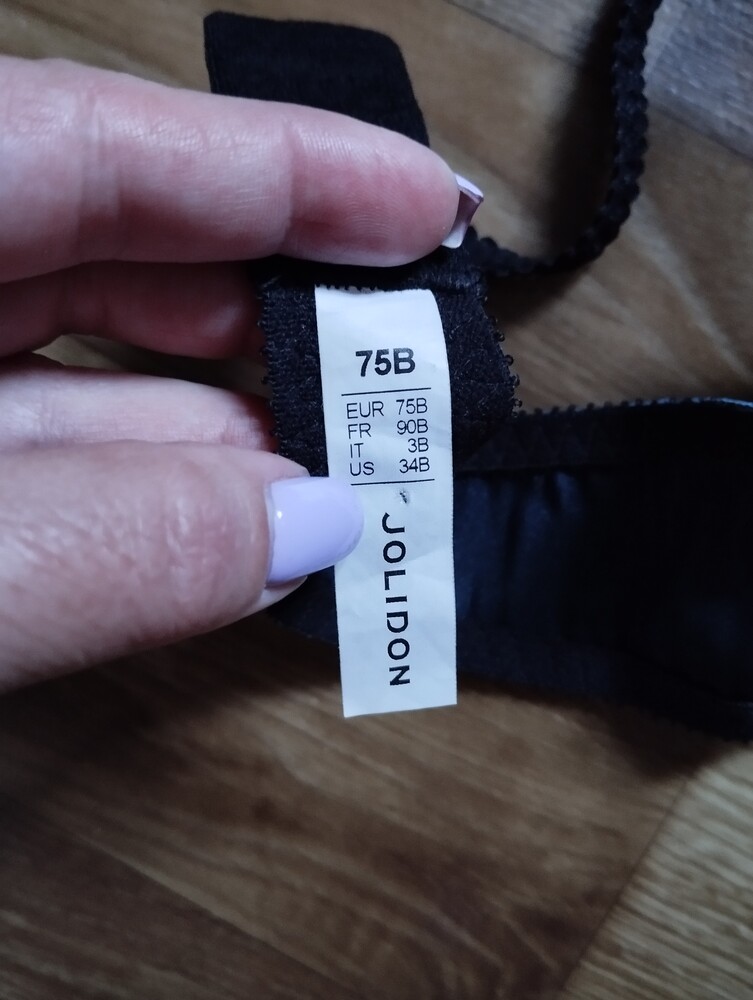 75B
EUR 75B
FR 90B
IT 3B
US 34B
JOLIDON